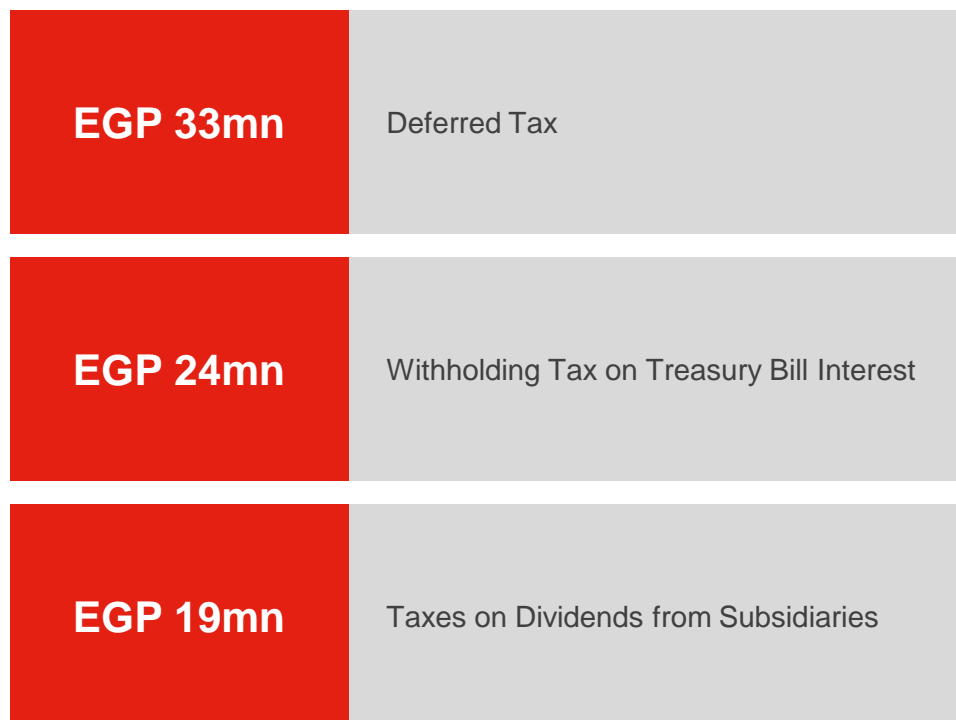 EGP 33mn
Deferred Tax
EGP 24mn
Withholding Tax on Treasury Bill Interest
EGP 19mn
Taxes on Dividends from Subsidiaries